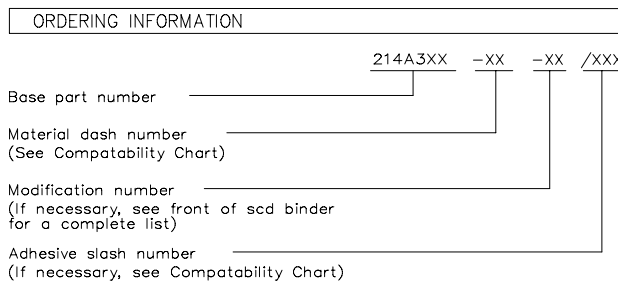 ORDERING INFORMATION
214A3XX -XX -XX /XXX
Base part number
Material dash number
(See Compatability Chart)
Modification number
(If necessary, see front of scd binder
for a complete list)
Adhesive slash number
(If necessary, see Compatability Chart)